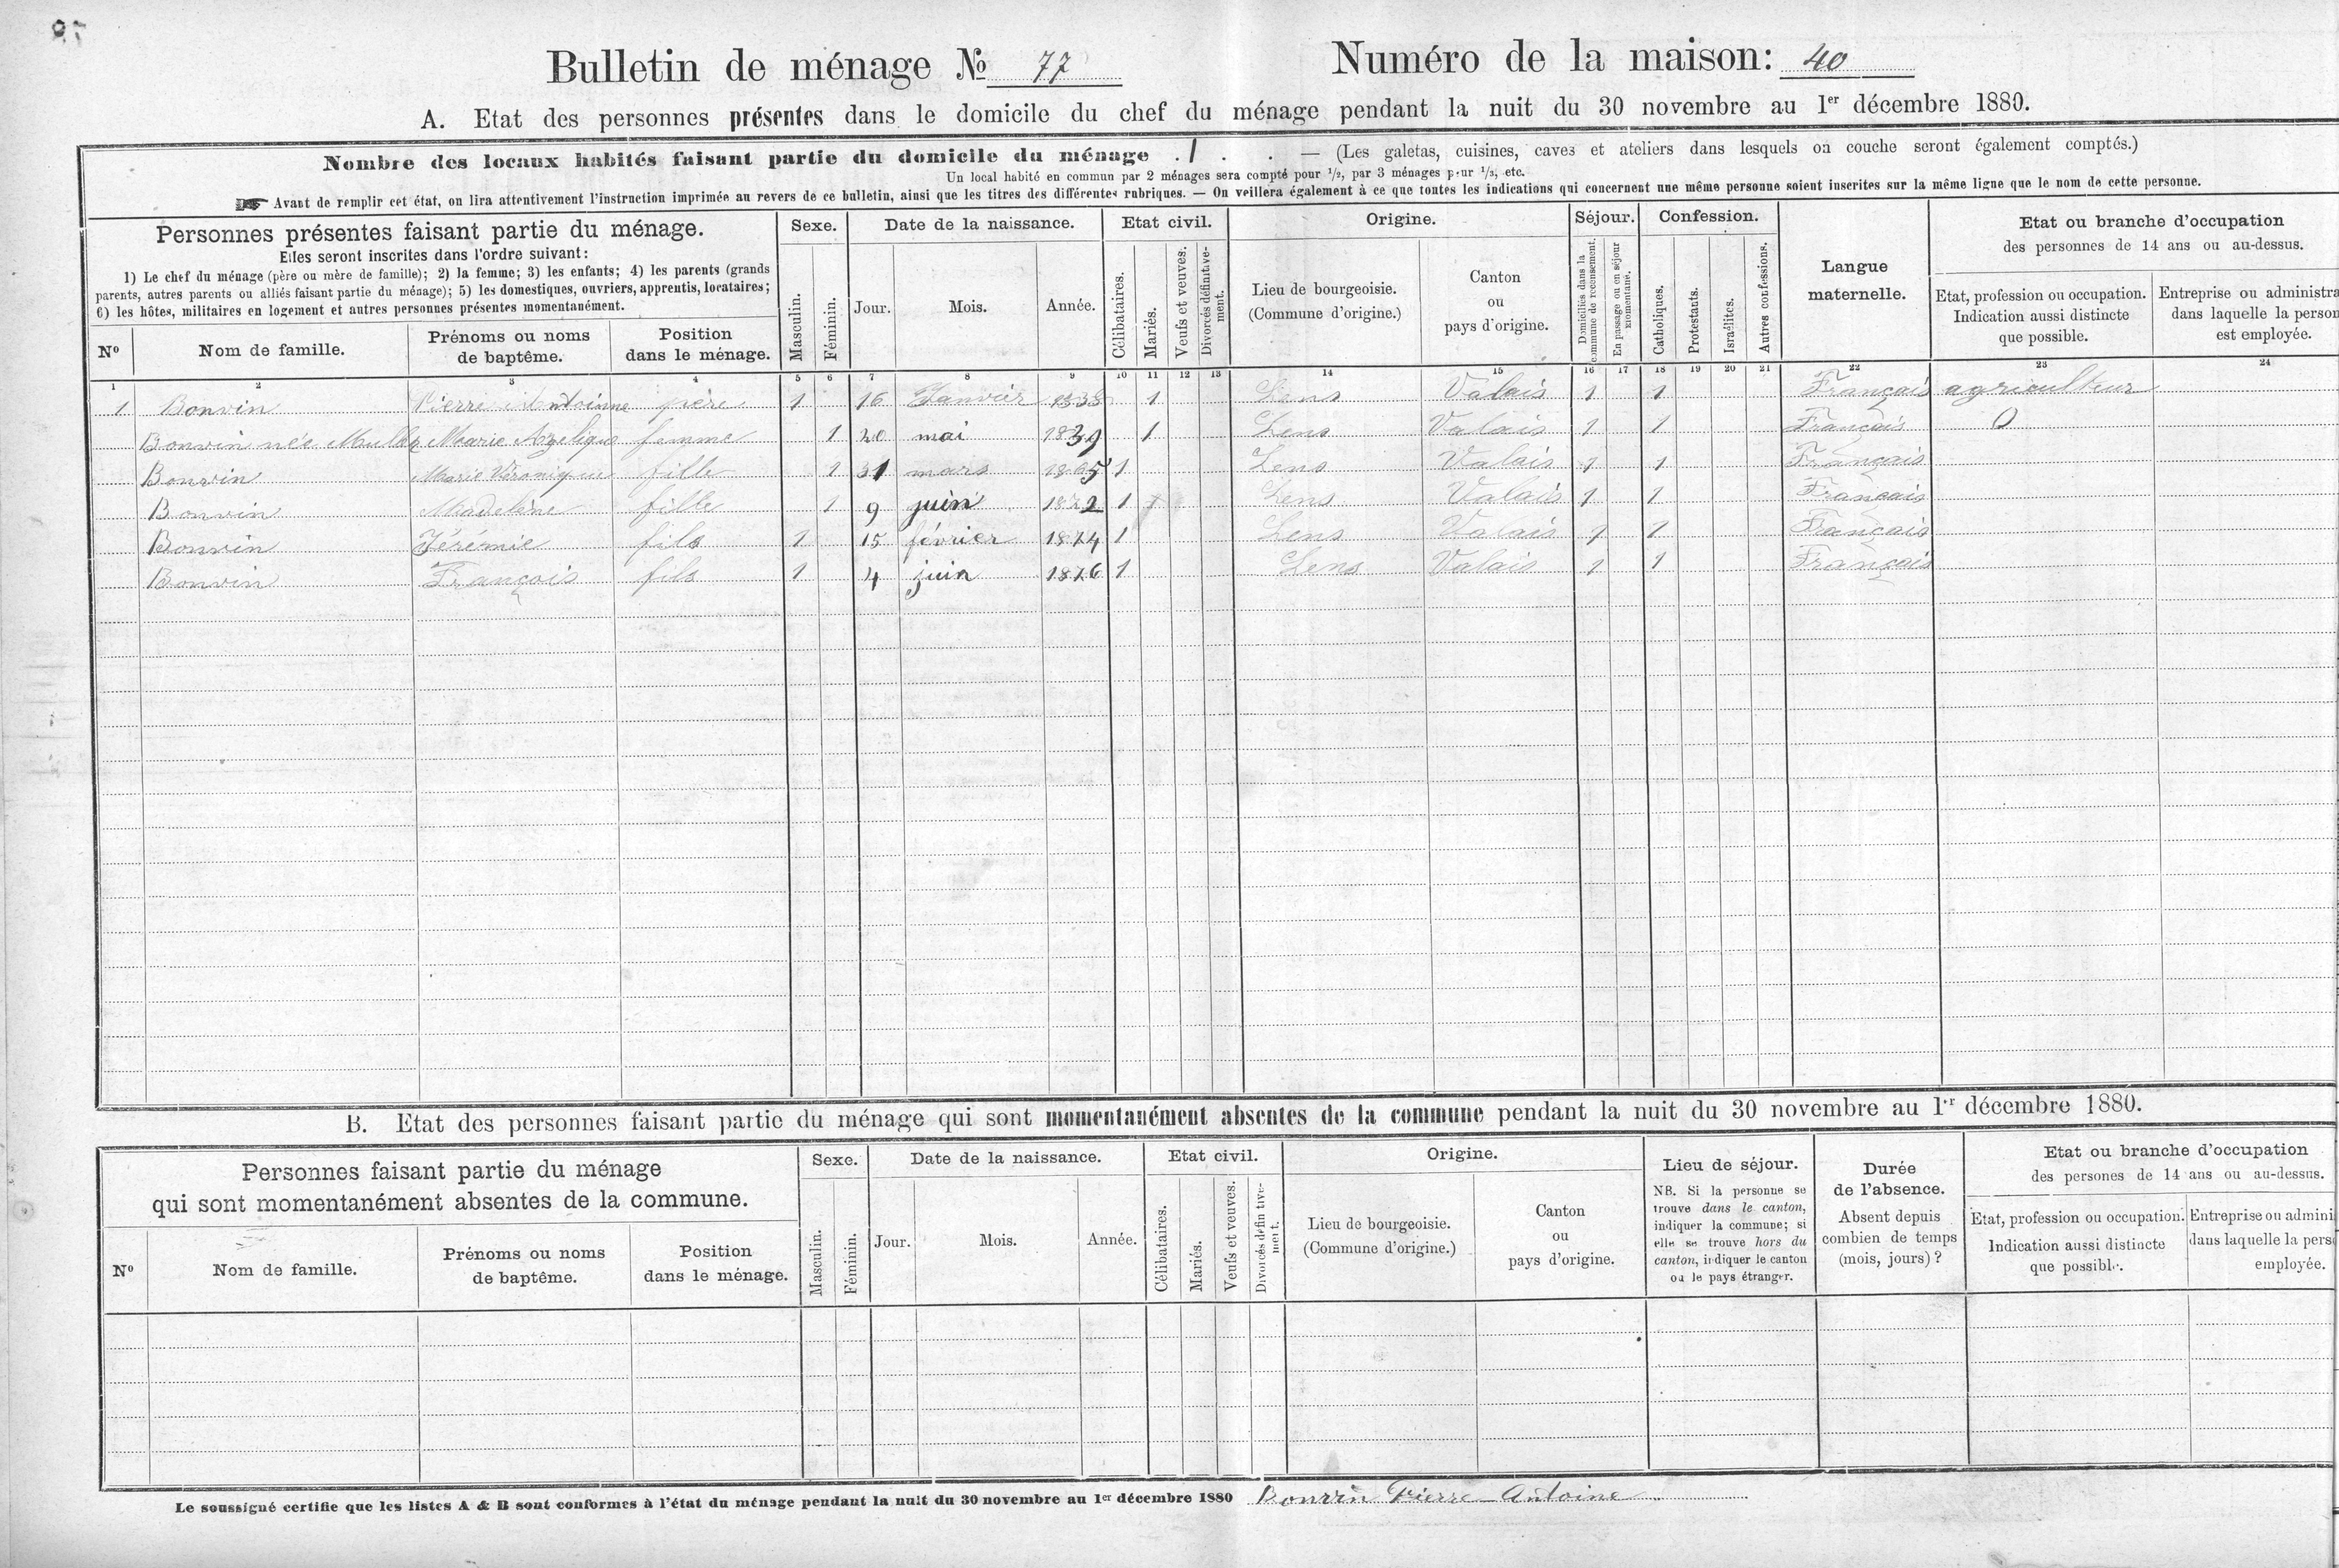 Bulletin de ménage № 77
Numéro de la maison: 40
A. Etat des personnes présentes dans le domicile du chef du ménage pendant la nuit du 30 novembre au 1er décembre 1880.
Nombre des locaux habités faisant partie du domicile du ménage . 1 . . — (Les galetas, cuisines, caves et ateliers dans lesquels on couche seront également comptés.)
Un local habité en commun par 2 ménages sera compté pour 1/2, par 3 ménages pour 1/3, etc.
Avant de remplir cet état, on lira attentivement l'instruction imprimée au revers de ce bulletin, ainsi que les titres des différentes rubriques. — On veillera également à ce que toutes les indications qui concernent une même personne soient inscrites sur la même ligne que le nom de cette personne.
Personnes présentes faisant partie du ménage.
Elles seront inscrites dans l'ordre suivant:
1) Le chef du ménage (père ou mère de famille); 2) la femme; 3) les enfants; 4) les parents (grands
parents, autres parents ou alliés faisant partie du ménage); 5) les domestiques, ouvriers, apprentis, locataires;
6) les hôtes, militaires en logement et autres personnes présentes momentanément.
Nº
Nom de famille.
Prénoms ou noms
de baptême.
Position
dans le ménage.
Sexe.
Masculin.
Féminin.
Date de la naissance.
Jour.
Mois.
Année.
Etat civil.
Célibataires.
Mariés.
Veufs et veuves.
Divorcés définitive-
ment.
Origine.
Lieu de bourgeoisie.
(Commune d'origine.)
Canton
ou
pays d'origine.
Séjour.
Domiciliés dans la
commune de recensement.
En passage ou en séjour
momentané.
Confession.
Catholiques.
Protestants.
Israélites.
Autres confessions.
Langue
maternelle.
Etat ou branche d'occupation
des personnes de 14 ans ou au-dessus.
Etat, profession ou occupation.
Indication aussi distincte
que possible.
Entreprise ou administra
dans laquelle la person
est employée.
1 2 3 4 5 6 7 8 9 10 11 12 13 14 15 16 17 18 19 20 21 22 23 24
1 Bonvin Pierre Antoinne père 1 16 Janvier 1838 1 Lens Valais 1 1 Français agriculteur
Bonvin née Marie Angelique femme 1 20 mai 1839 1 Lens Valais 1 1 Français 0
Bonvin Marie Véronique fille 1 31 mars 1865 1 Lens Valais 1 1 Français
Bonvin Madelène fille 1 9 juin 1872 1 Lens Valais 1 1 Français
Bonvin Jérémie fils 1 15 février 1874 1 Lens Valais 1 1 Français
Bonvin François fils 1 4 juin 1876 1 Lens Valais 1 1 Français
B. Etat des personnes faisant partie du ménage qui sont momentanément absentes de la commune pendant la nuit du 30 novembre au 1er décembre 1880.
Personnes faisant partie du ménage
qui sont momentanément absentes de la commune.
Nº
Nom de famille.
Prénoms ou noms
de baptême.
Position
dans le ménage.
Sexe.
Masculin.
Féminin.
Date de la naissance.
Jour.
Mois.
Année.
Etat civil.
Célibataires.
Mariés.
Veufs et veuves.
Divorcés définitive-
ment.
Origine.
Lieu de bourgeoisie.
(Commune d'origine.)
Canton
ou
pays d'origine.
Lieu de séjour.
NB. Si la personne se
trouve dans le canton,
indiquer la commune; si
elle se trouve hors du
canton, indiquer le canton
ou le pays étranger.
Durée
de l'absence.
Absent depuis
combien de temps
(mois, jours)?
Etat ou branche d'occupation
des persones de 14 ans ou au-dessus.
Etat, profession ou occupation.
Indication aussi distincte
que possible.
Entreprise ou admini
dans laquelle la pers
employée.
Le soussigné certifie que les listes A & B sont conformes à l'état du ménage pendant la nuit du 30 novembre au 1er décembre 1880 Bonvin Pierre-Antoine